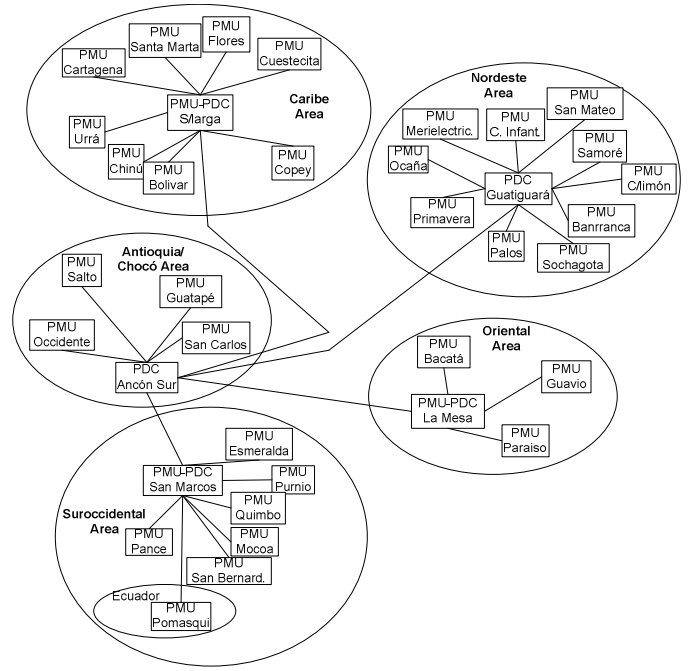 PMU
Santa Marta
PMU
Flores
PMU
Cartagena
PMU
Cuestecita
PMU-PDC
S/larga
Caribe
Area
PMU
Urrá
PMU
Chinú
PMU
Bolivar
PMU
Copey
Nordeste
Area
PMU
Merielectric.
PMU
C. Infant.
PMU
San Mateo
PMU
Ocaña
PMU
Samoré
PDC
Guatiguará
PMU
C/limón
PMU
Primavera
PMU
Banrranca
PMU
Palos
PMU
Sochagota
Antioquia/
Chocó Area
PMU
Salto
PMU
Guatapé
PMU
Occidente
PMU
San Carlos
PDC
Ancón Sur
Oriental
Area
PMU
Bacatá
PMU
Guavio
PMU-PDC
La Mesa
PMU
Paraiso
PMU
Esmeralda
PMU-PDC
San Marcos
PMU
Purnio
PMU
Quimbo
Suroccidental
Area
PMU
Pance
PMU
Mocoa
PMU
San Bernard.
Ecuador
PMU
Pomasqui